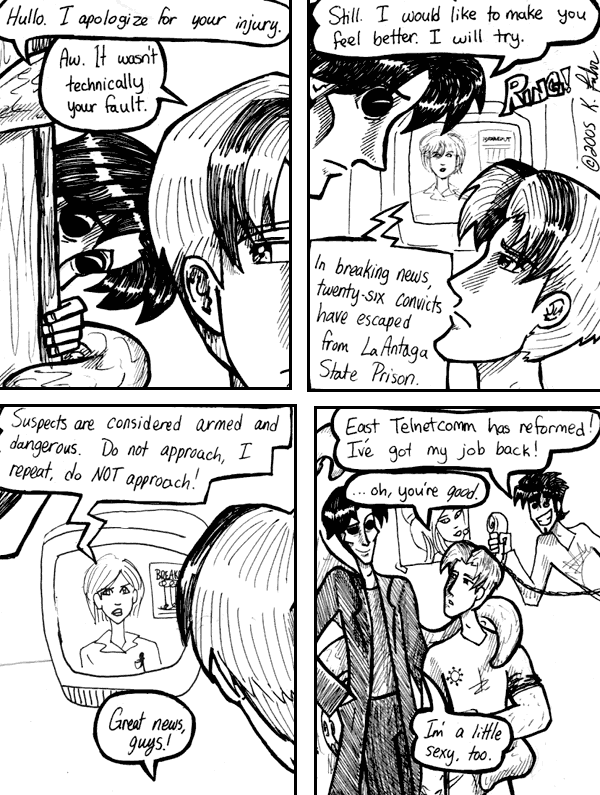 Hullo. I apologize for your injury.
Aw. It wasn't
technically
your fault.
Still. I would like to make you
feel better. I will try.
RING!
©2005 K.
In breaking news,
twenty-six convicts
have escaped
from LaAntaga
State Prison.
Suspects are considered armed and
dangerous. Do not approach, I
repeat, do NOT approach!
BREAK
Great news,
guys!
East Telnetcomm has reformed!
I've got my job back!
...oh, you're good.
I'm a little
sexy, too.